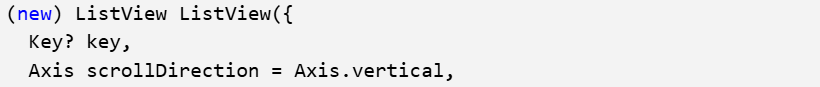 (new) ListView ListView({
  Key? key,
  Axis scrollDirection = Axis.vertical,